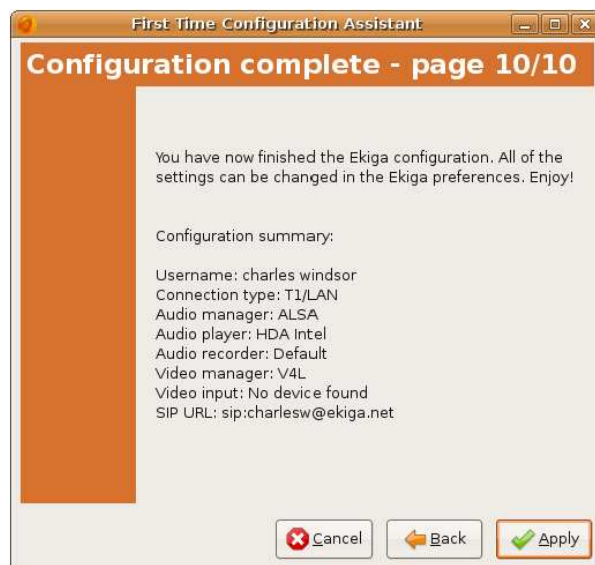 First Time Configuration Assistant
Configuration complete - page 10/10
You have now finished the Ekiga configuration. All of the
settings can be changed in the Ekiga preferences. Enjoy!
Configuration summary:
Username: charles windsor
Connection type: T1/LAN
Audio manager: ALSA
Audio player: HDA Intel
Audio recorder: Default
Video manager: V4L
Video input: No device found
SIP URL: sip:charlesw@ekiga.net
Cancel
Back
Apply